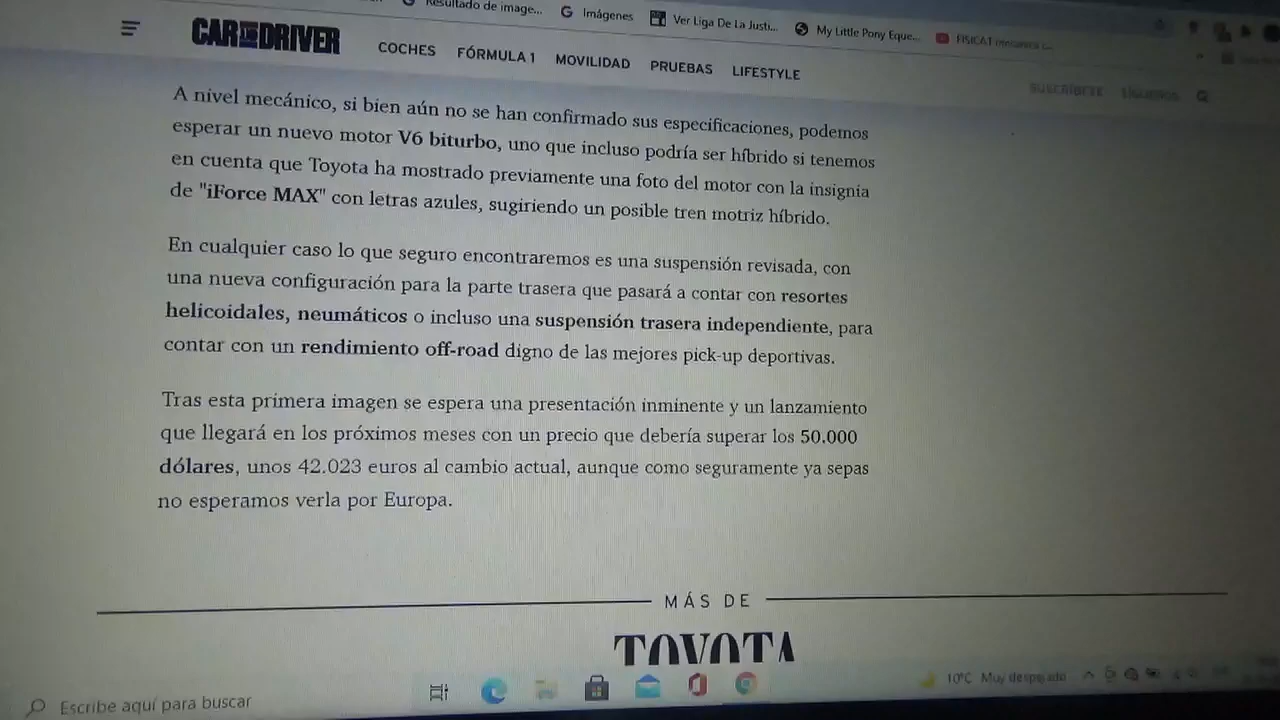 Resultado de image...
Imágenes
Ver Liga De La Justi...
My Little Pony Eque...
CAR AND DRIVER
COCHES FÓRMULA 1 MOVILIDAD PRUEBAS LIFESTYLE
SUSCRÍBETE SÍGUENOS
A nivel mecánico, si bien aún no se han confirmado sus especificaciones, podemos
esperar un nuevo motor V6 biturbo, uno que incluso podría ser híbrido si tenemos
en cuenta que Toyota ha mostrado previamente una foto del motor con la insignia
de "iForce MAX" con letras azules, sugiriendo un posible tren motriz híbrido.
En cualquier caso lo que seguro encontraremos es una suspensión revisada, con
una nueva configuración para la parte trasera que pasará a contar con resortes
helicoidales, neumáticos o incluso una suspensión trasera independiente, para
contar con un rendimiento off-road digno de las mejores pick-up deportivas.
Tras esta primera imagen se espera una presentación inminente y un lanzamiento
que llegará en los próximos meses con un precio que debería superar los 50.000
dólares, unos 42.023 euros al cambio actual, aunque como seguramente ya sepas
no esperamos verla por Europa.
MÁS DE
TOYOTA
Escribe aquí para buscar
10°C Muy despejado